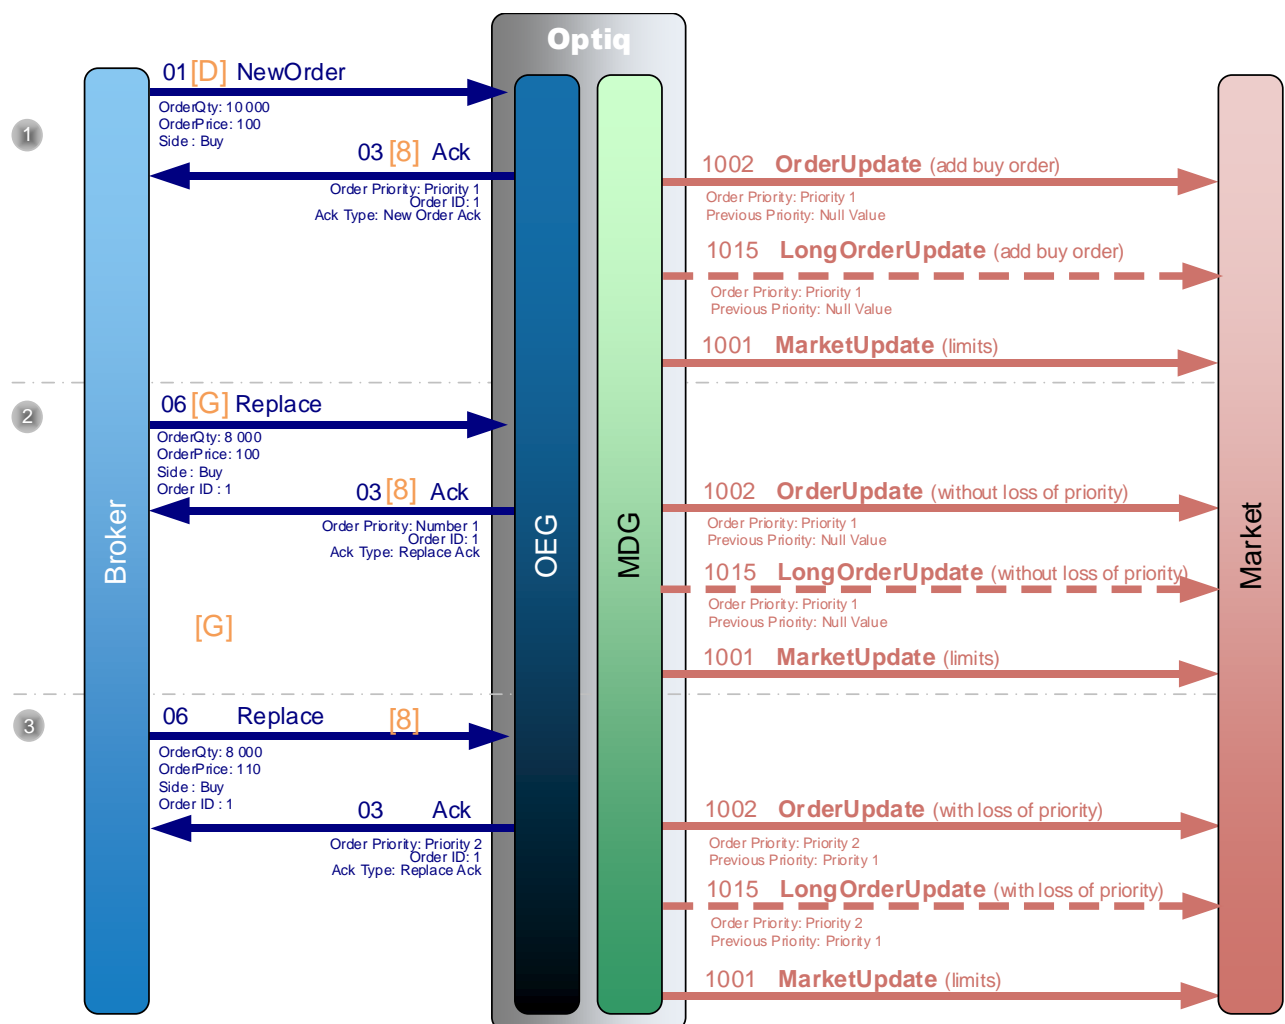 Optiq
01 [D] NewOrder
OrderQty: 10 000
OrderPrice: 100
Side : Buy
1
03 [8] Ack
Order Priority: Priority 1
Order ID: 1
Ack Type: New Order Ack
1002 OrderUpdate (add buy order)
Order Priority: Priority 1
Previous Priority: Null Value
1015 LongOrderUpdate (add buy order)
Order Priority: Priority 1
Previous Priority: Null Value
1001 MarketUpdate (limits)
2
06 [G] Replace
OrderQty: 8 000
OrderPrice: 100
Side : Buy
Order ID : 1
03 [8] Ack
Order Priority: Number 1
Order ID: 1
Ack Type: Replace Ack
1002 OrderUpdate (without loss of priority)
Order Priority: Priority 1
Previous Priority: Null Value
1015 LongOrderUpdate (without loss of priority)
Order Priority: Priority 1
Previous Priority: Null Value
1001 MarketUpdate (limits)
Broker
OEG
MDG
Market
[G]
3
06 Replace [8]
OrderQty: 8 000
OrderPrice: 110
Side : Buy
Order ID : 1
03 Ack
Order Priority: Priority 2
Order ID: 1
Ack Type: Replace Ack
1002 OrderUpdate (with loss of priority)
Order Priority: Priority 2
Previous Priority: Priority 1
1015 LongOrderUpdate (with loss of priority)
Order Priority: Priority 2
Previous Priority: Priority 1
1001 MarketUpdate (limits)